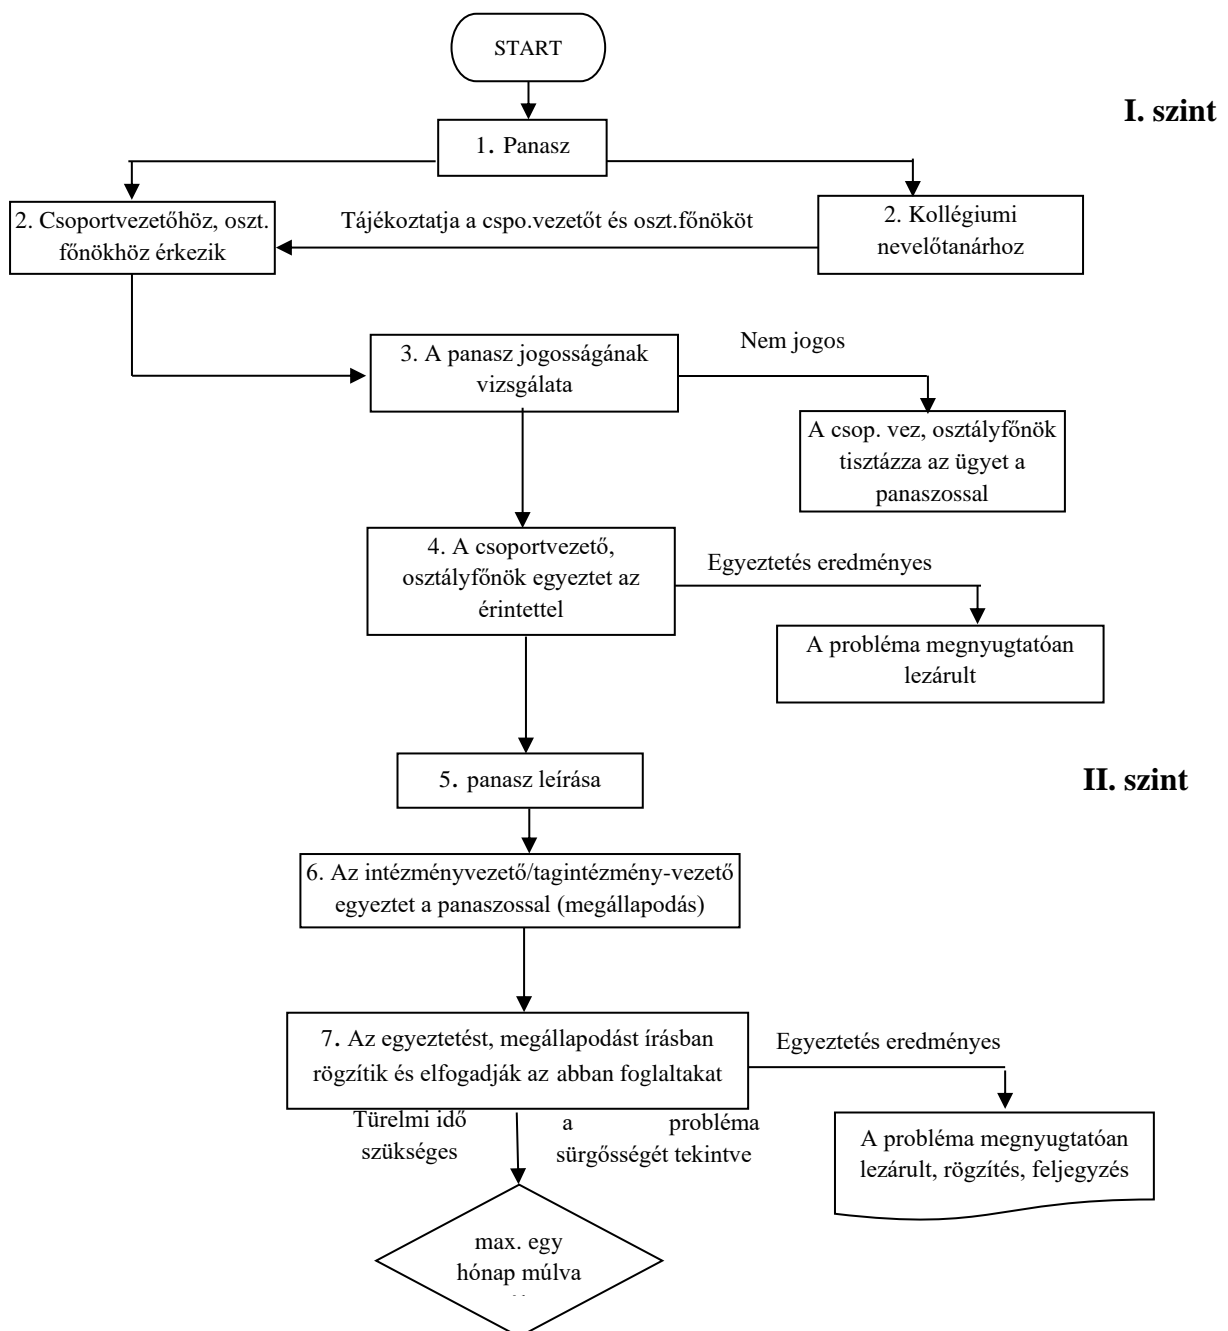 START
I. szint
1. Panasz
2. Csoportvezetőhöz, oszt.
főnökhöz érkezik
Tájékoztatja a cspo.vezetőt és oszt.főnököt
2. Kollégiumi
nevelőtanárhoz
3. A panasz jogosságának
vizsgálata
Nem jogos
A csop. vez, osztályfőnök
tisztázza az ügyet a
panaszossal
4. A csoportvezető,
osztályfőnök egyeztet az
érintettel
Egyeztetés eredményes
A probléma megnyugtatóan
lezárult
II. szint
5. panasz leírása
6. Az intézményvezető/tagintézmény-vezető
egyeztet a panaszossal (megállapodás)
7. Az egyeztetést, megállapodást írásban
rögzítik és elfogadják az abban foglaltakat
Egyeztetés eredményes
Türelmi idő
szükséges
a probléma
sürgősségét tekintve
A probléma megnyugtatóan
lezárult, rögzítés, feljegyzés
max. egy
hónap múlva